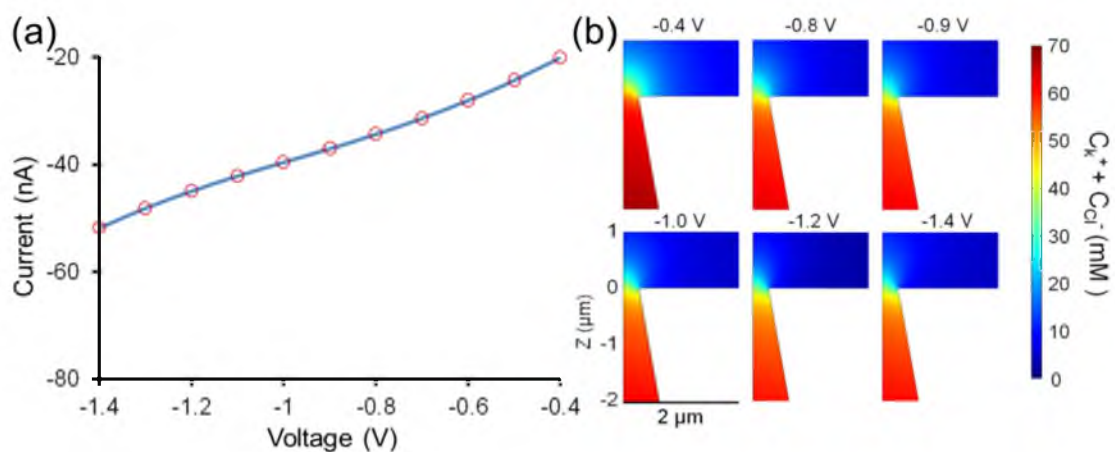 (a)
-20
-40
-60
-80
Current (nA)
-1.4 -1.2 -1 -0.8 -0.6 -0.4
Voltage (V)
(b)
-0.4 V -0.8 V -0.9 V
-1.0 V -1.2 V -1.4 V
1
0
-1
-2
Z (μm)
2 μm
70
60
50
40
30
20
10
0
C_k^+ + C_Cl^- (mM)